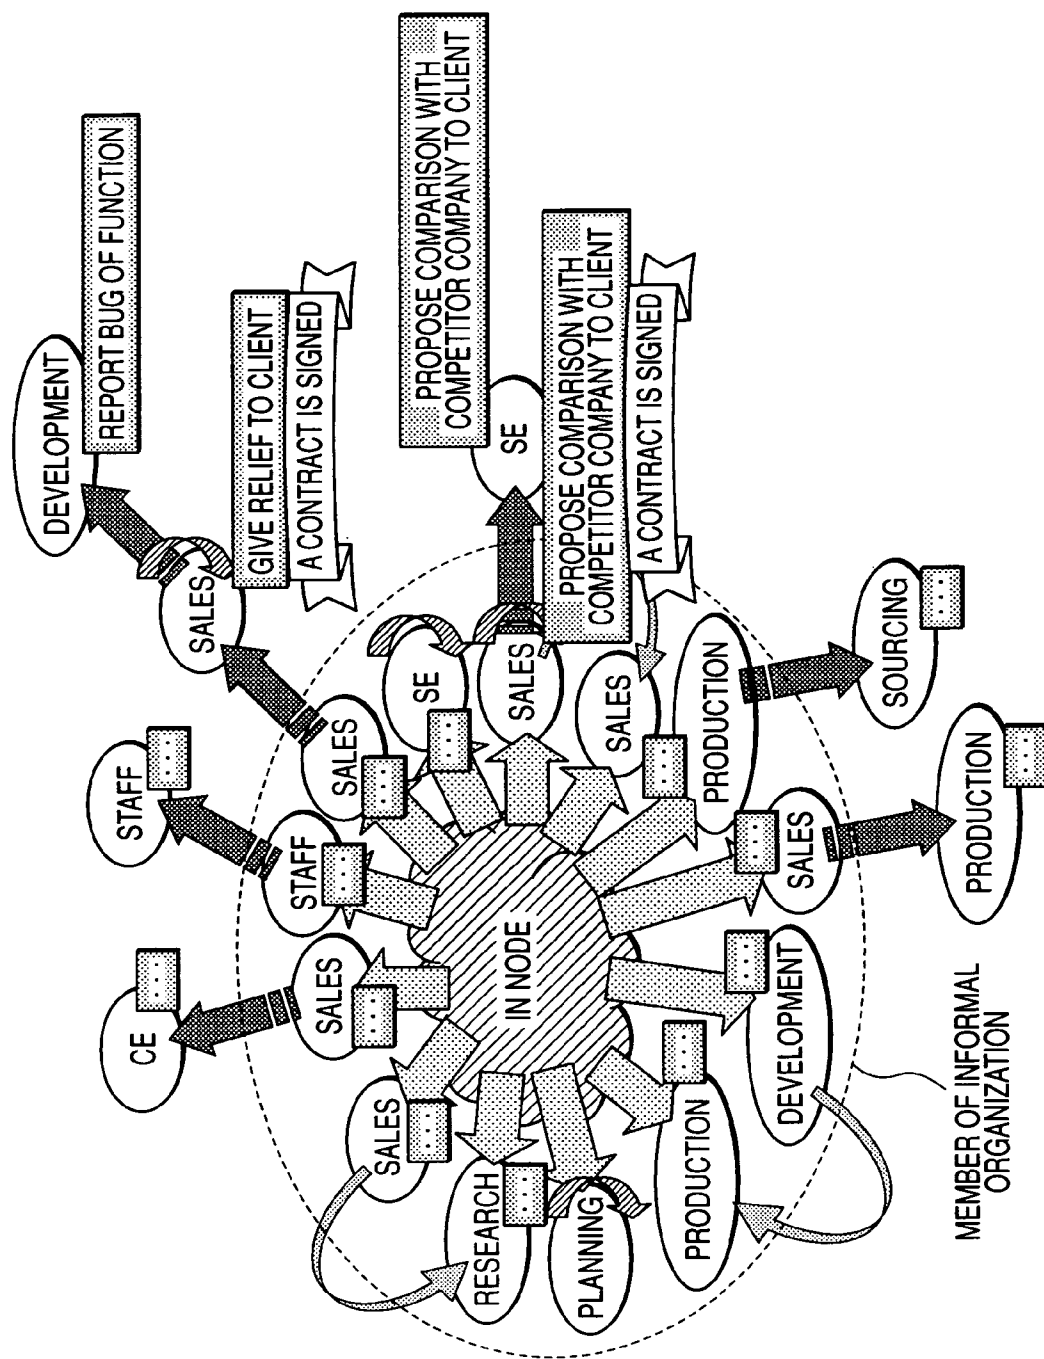 DEVELOPMENT
REPORT BUG OF FUNCTION
STAFF
CE
SALES
GIVE RELIEF TO CLIENT
A CONTRACT IS SIGNED
STAFF
SALES
SALES
SALES
SE
PROPOSE COMPARISON WITH
COMPETITOR COMPANY TO CLIENT
RESEARCH
IN NODE
SALES
SE
PROPOSE COMPARISON WITH
COMPETITOR COMPANY TO CLIENT
A CONTRACT IS SIGNED
PLANNING
SALES
PRODUCTION
PRODUCTION
DEVELOPMENT
SALES
SOURCING
PRODUCTION
MEMBER OF INFORMAL
ORGANIZATION